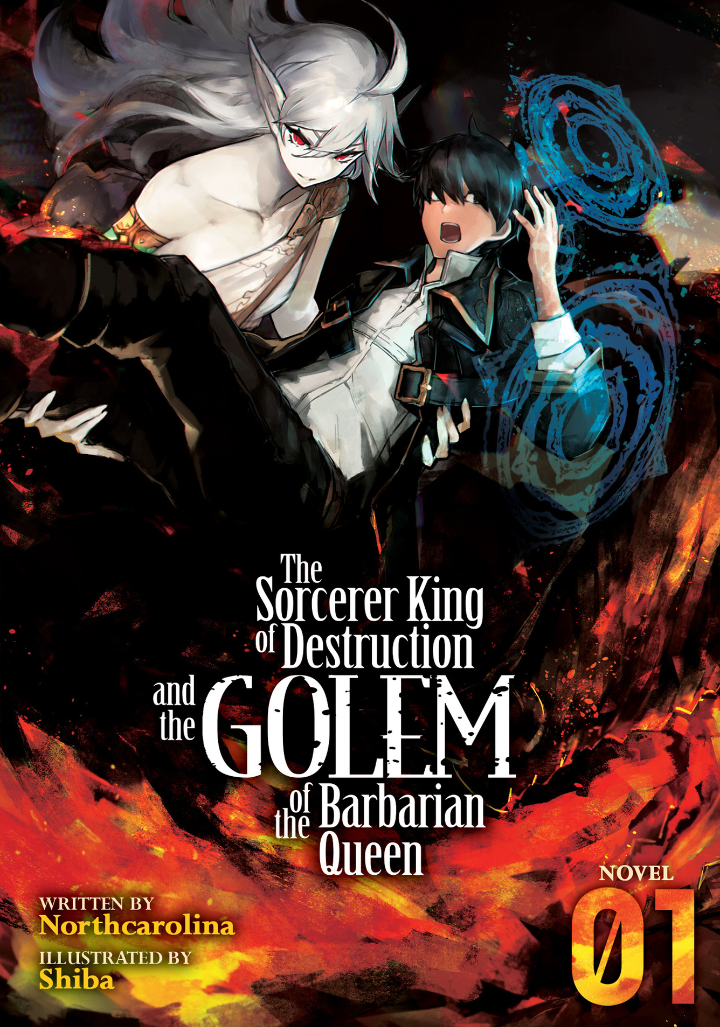 The
Sorcerer King
of Destruction
and the GOLEM
of the Barbarian
Queen
WRITTEN BY
Northcarolina
ILLUSTRATED BY
Shiba
NOVEL
01